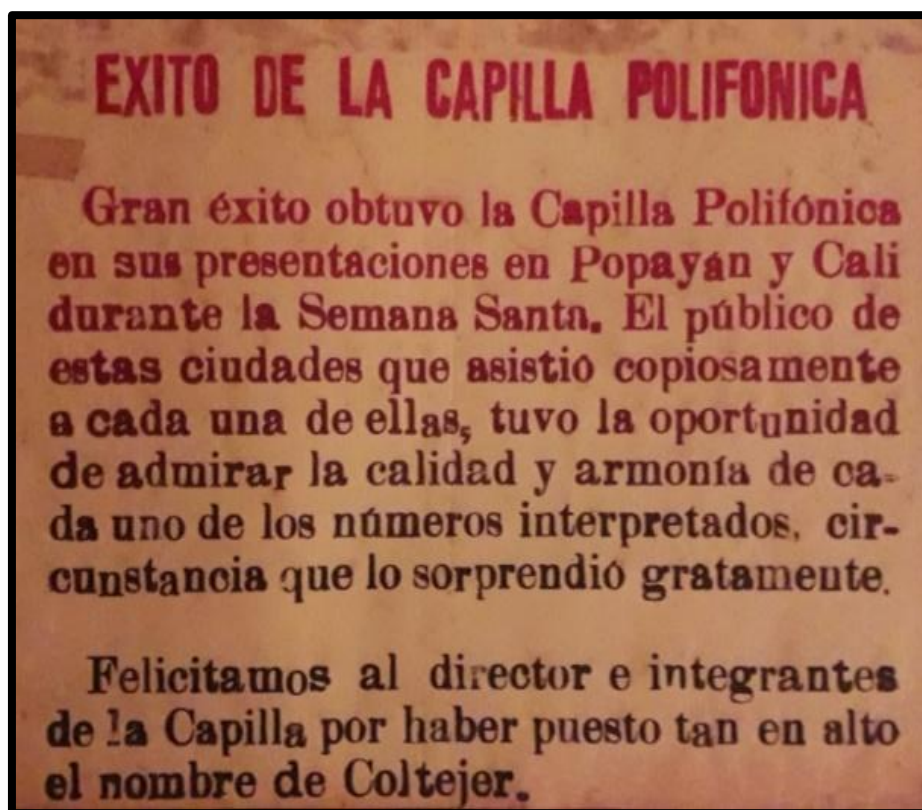 EXITO DE LA CAPILLA POLIFONICA
Gran éxito obtuvo la Capilla Polifónica
en sus presentaciones en Popayán y Cali
durante la Semana Santa. El público de
estas ciudades que asistió copiosamente
a cada una de ellas, tuvo la oportunidad
de admirar la calidad y armonía de ca-
da uno de los números interpretados, cir-
cunstancia que lo sorprendió gratamente.
Felicitamos al director e integrantes
de la Capilla por haber puesto tan en alto
el nombre de Coltejer.